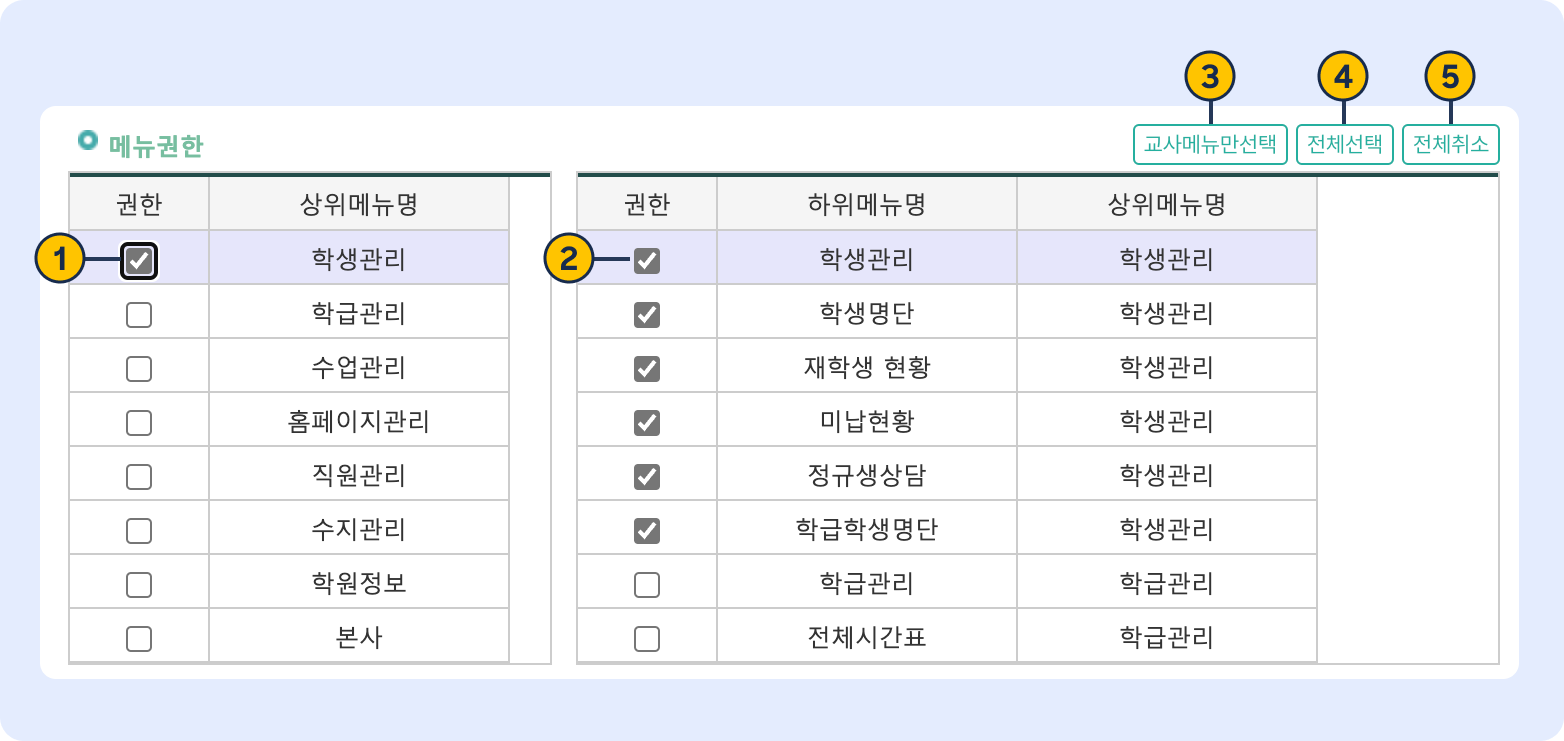 3 4 5
메뉴권한 교사메뉴만선택 전체선택 전체취소
권한 상위메뉴명 권한 하위메뉴명 상위메뉴명
1 학생관리 2 학생관리 학생관리
학급관리 학생명단 학생관리
수업관리 재학생 현황 학생관리
홈페이지관리 미납현황 학생관리
직원관리 정규생상담 학생관리
수지관리 학급학생명단 학생관리
학원정보 학급관리 학급관리
본사 전체시간표 학급관리